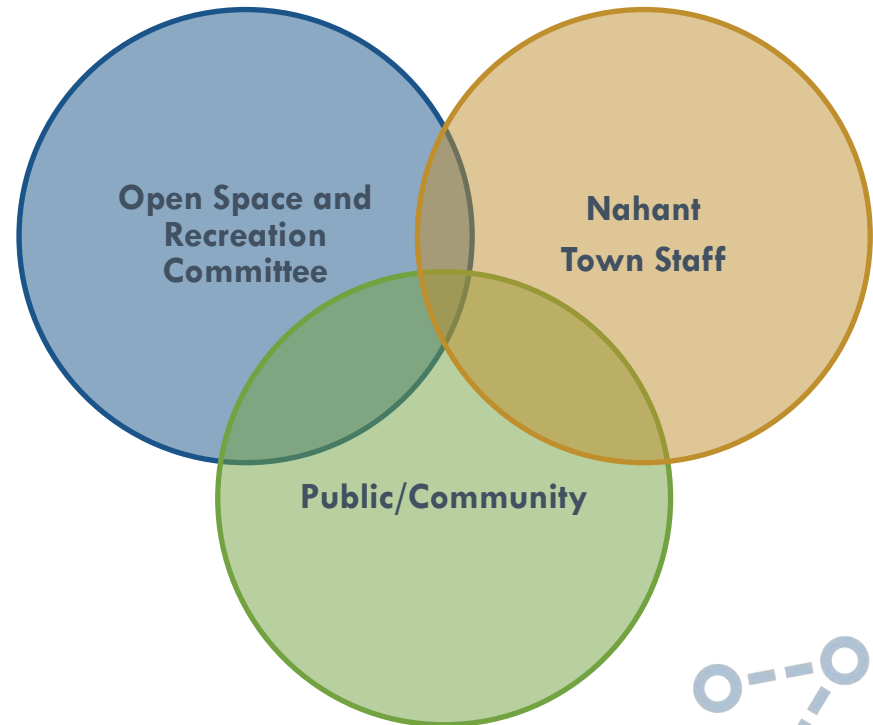 Open Space and
Recreation
Committee
Nahant
Town Staff
Public/Community